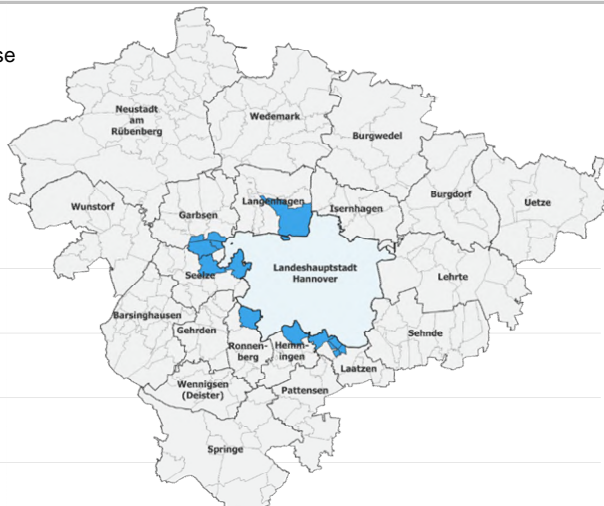 se
Neustadt
am
Rübenberg
Wedemark
Burgwedel
Wunstorf
Garbsen
Langenhagen
Isernhagen
Burgdorf
Uetze
Landeshauptstadt
Hannover
Seelze
Lehrte
Barsinghausen
Gehrden
Ronnen-
berg
Hemm-
ingen
Sehnde
Laatzen
Wennigsen
(Deister)
Pattensen
Springe